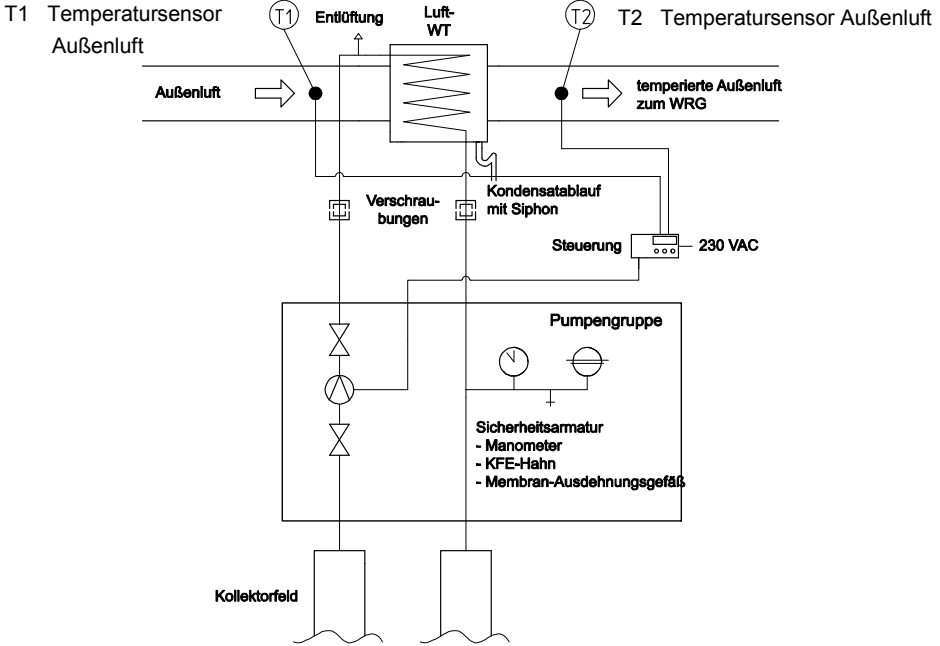 T1 Temperatursensor
Außenluft
T1
Entlüftung
Luft-
WT
T2
T2 Temperatursensor Außenluft
Außenluft
temperierte Außenluft
zum WRG
Verschrau-
bungen
Kondensatablauf
mit Siphon
Steuerung
230 VAC
Pumpengruppe
Sicherheitsarmatur
- Manometer
- KFE-Hahn
- Membran-Ausdehnungsgefäß
Kollektorfeld